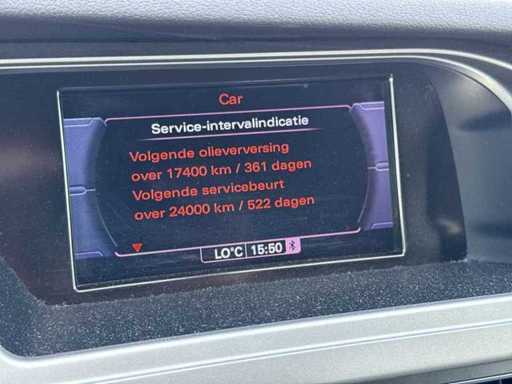 Car
Service-intervalindicatie
Volgende olieverversing
over 17400 km / 361 dagen
Volgende servicebeurt
over 24000 km / 522 dagen
LO°C 15:50